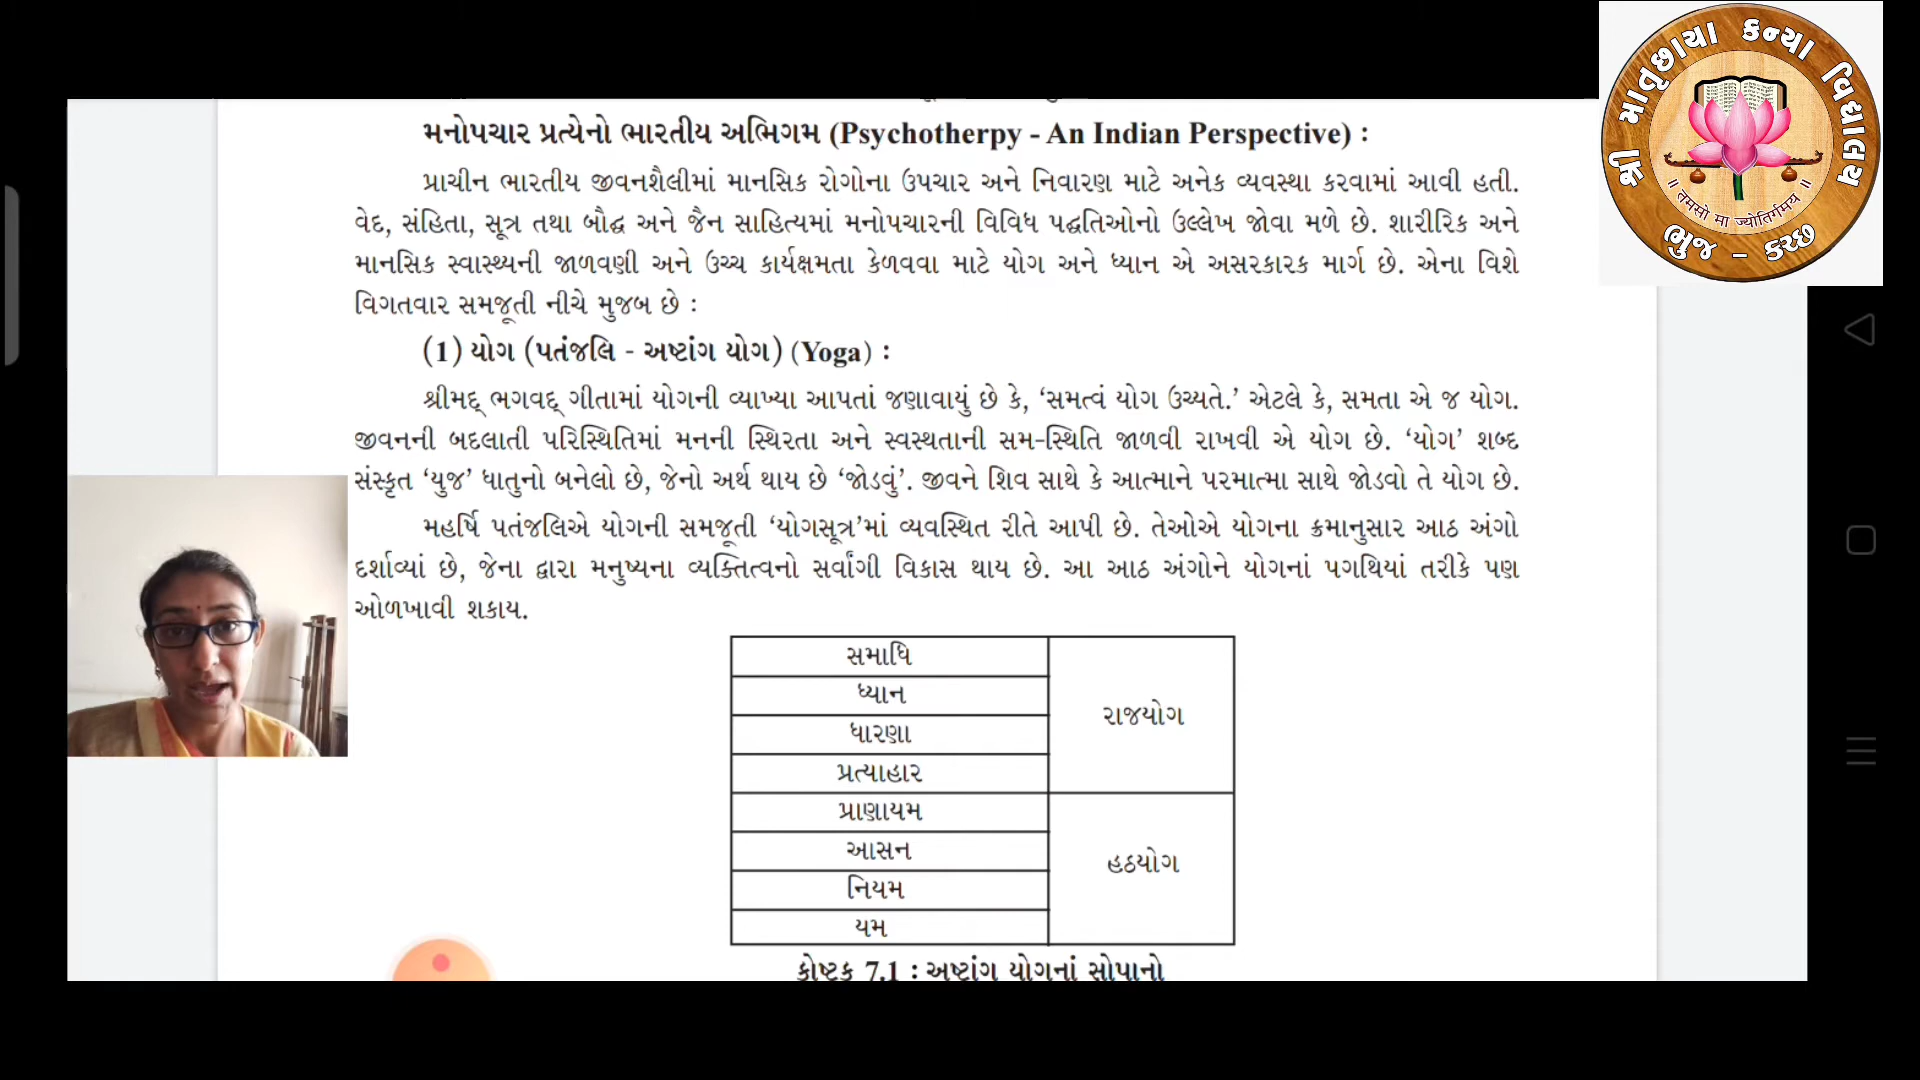 મનોપચાર પ્રત્યેનો ભારતીય અભિગમ (Psychotherpy - An Indian Perspective) :
પ્રાચીન ભારતીય જીવનશૈલીમાં માનસિક રોગોના ઉપચાર અને નિવારણ માટે અનેક વ્યવસ્થા કરવામાં આવી હતી.
વેદ, સંહિતા, સૂત્ર તથા બૌદ્ધ અને જૈન સાહિત્યમાં મનોપચારની વિવિધ પદ્ધતિઓનો ઉલ્લેખ જોવા મળે છે. શારીરિક અને
માનસિક સ્વાસ્થ્યની જાળવણી અને ઉચ્ચ કાર્યક્ષમતા કેળવવા માટે યોગ અને ધ્યાન એ અસરકારક માર્ગ છે. એના વિશે
વિગતવાર સમજૂતી નીચે મુજબ છે :
(1) યોગ (પતંજલિ - અષ્ટાંગ યોગ) (Yoga) :
શ્રીમદ્ ભગવદ્ ગીતામાં યોગની વ્યાખ્યા આપતાં જણાવાયું છે કે, ‘સમત્વં યોગ ઉચ્યતે.’ એટલે કે, સમતા એ જ યોગ.
જીવનની બદલાતી પરિસ્થિતિમાં મનની સ્થિરતા અને સ્વસ્થતાની સમ-સ્થિતિ જાળવી રાખવી એ યોગ છે. ‘યોગ’ શબ્દ
સંસ્કૃત ‘યુજ’ ધાતુનો બનેલો છે, જેનો અર્થ થાય છે ‘જોડવું’. જીવને શિવ સાથે કે આત્માને પરમાત્મા સાથે જોડવો તે યોગ છે.
મહર્ષિ પતંજલિએ યોગની સમજૂતી ‘યોગસૂત્ર’માં વ્યવસ્થિત રીતે આપી છે. તેઓએ યોગના ક્રમાનુસાર આઠ અંગો
દર્શાવ્યાં છે, જેના દ્વારા મનુષ્યના વ્યક્તિત્વનો સર્વાંગી વિકાસ થાય છે. આ આઠ અંગોને યોગનાં પગથિયાં તરીકે પણ
ઓળખાવી શકાય.
સમાધિ
ધ્યાન
ધારણા
પ્રત્યાહાર
રાજયોગ
પ્રાણાયમ
આસન
નિયમ
યમ
હઠયોગ
કોષ્ટક 7.1 : અષ્ટાંગ યોગનાં સોપાનો
શ્રી માતૃછાયા કન્યા વિદ્યાલય
॥ તમસો મા જ્યોતિર્ગમય ॥
ભુજ - કચ્છ